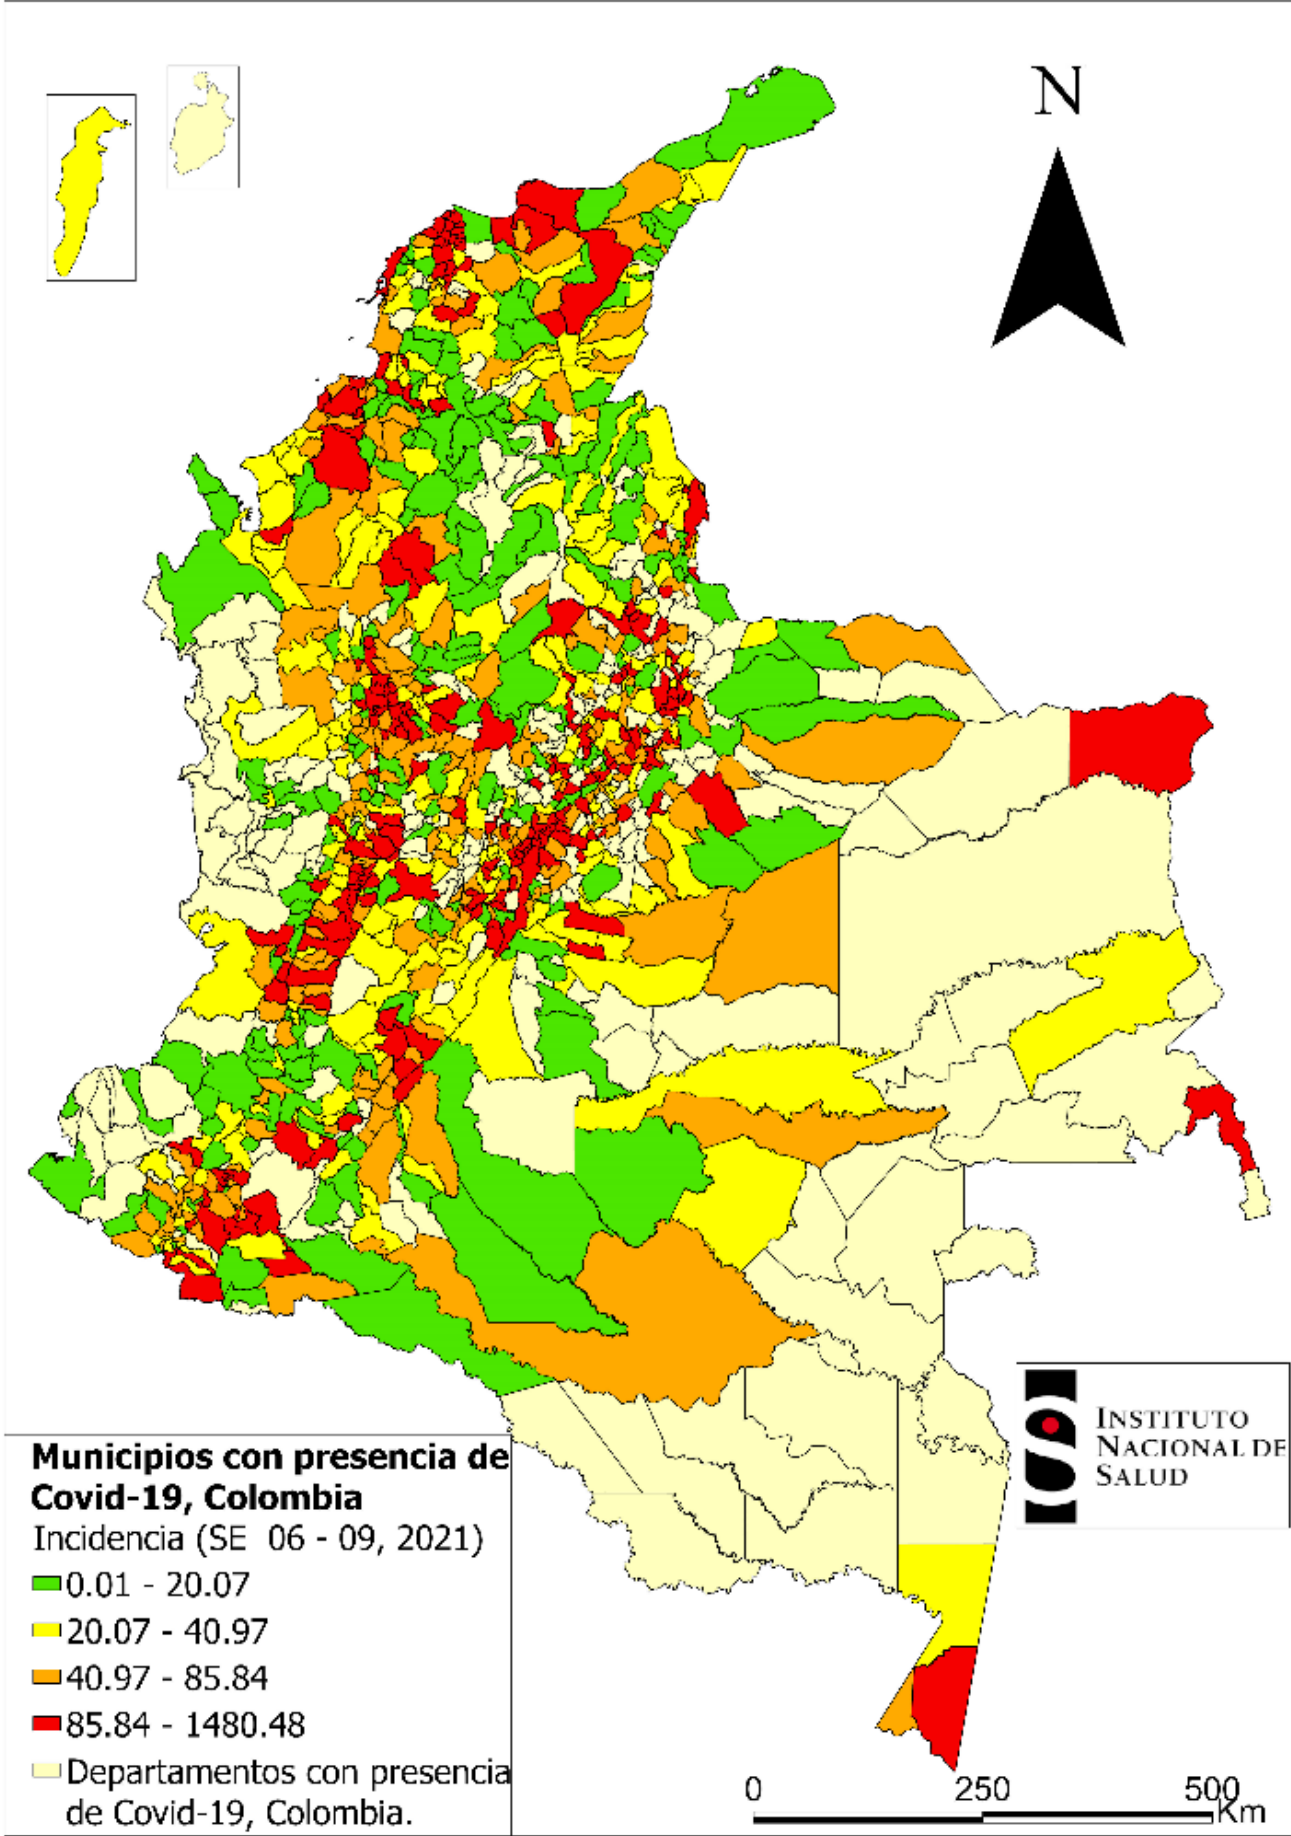 N
INSTITUTO
NACIONAL DE
SALUD
Municipios con presencia de
Covid-19, Colombia
Incidencia (SE 06 - 09, 2021)
0.01 - 20.07
20.07 - 40.97
40.97 - 85.84
85.84 - 1480.48
Departamentos con presencia
de Covid-19, Colombia.
0 250 500
Km